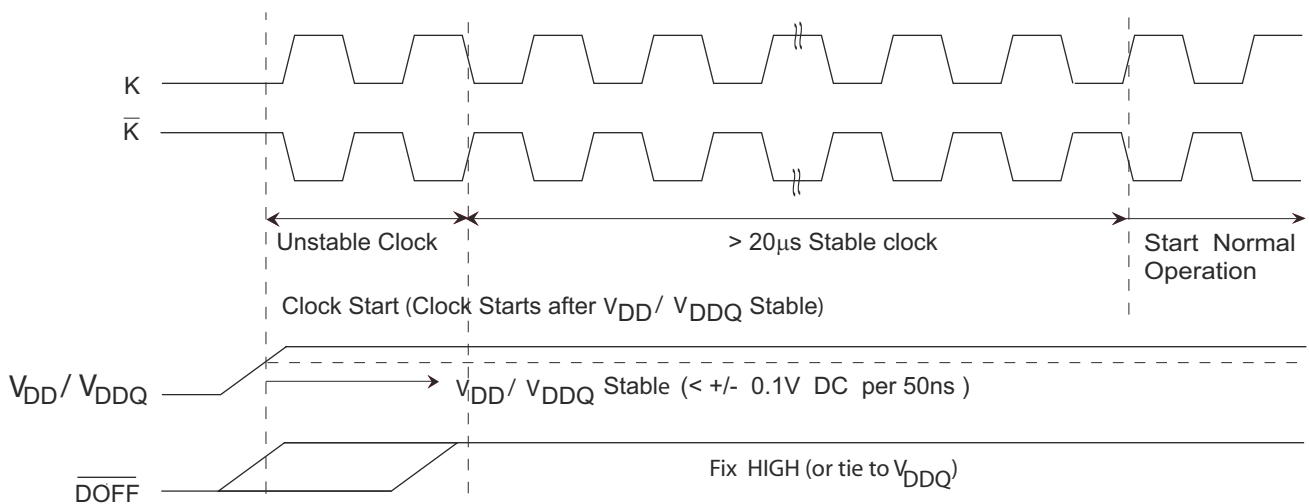 K
K̅
Unstable Clock
> 20μs Stable clock
Start Normal
Operation
Clock Start (Clock Starts after VDD/ VDDQ Stable)
VDD/ VDDQ
VDD/ VDDQ Stable (< +/- 0.1V DC per 50ns )
Fix HIGH (or tie to VDDQ)
D̅O̅F̅F̅